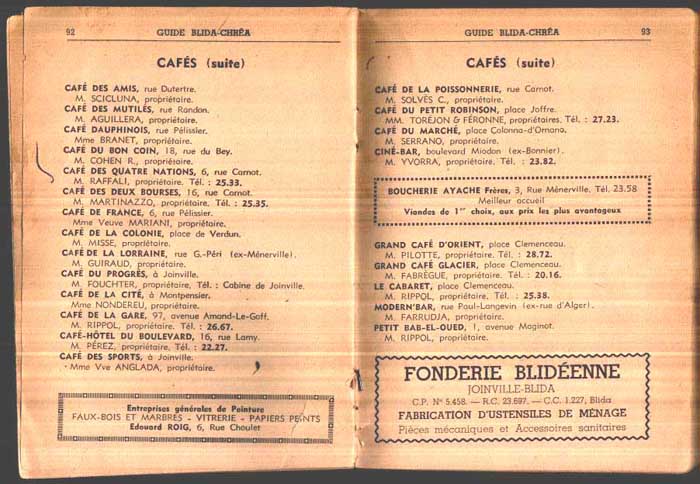 92 GUIDE BLIDA-CHRÉA
CAFÉS (suite)
CAFÉ DES AMIS, rue Dutertre.
M. SCICLUNA, propriétaire.
CAFÉ DES MUTILÉS, rue Randon.
M. AGUILLERA, propriétaire.
CAFÉ DAUPHINOIS, rue Pélissier.
Mme BRANET, propriétaire.
CAFÉ DU BON COIN, 18, rue du Bey.
M. COHEN R., propriétaire.
CAFÉ DES QUATRE NATIONS, 6, rue Carnot.
M. RAFFALI, propriétaire. Tél. : 25.33.
CAFÉ DES DEUX BOURSES, 16, rue Carnot.
M. MARTINAZZO, propriétaire. Tél. : 25.35.
CAFÉ DE FRANCE, 6, rue Pélissier.
Mme Veuve MARIANI, propriétaire.
CAFÉ DE LA COLONIE, place de Verdun.
M. MISSE, propriétaire.
CAFÉ DE LA LORRAINE, rue G.-Péri (ex-Ménerville).
M. GUIRAUD, propriétaire.
CAFÉ DU PROGRÈS, à Joinville.
M. FOUCHTER, propriétaire, Tél. : Cabine de Joinville.
CAFÉ DE LA CITÉ, à Montpensier.
Mme NONDEREU, propriétaire.
CAFÉ DE LA GARE, 97, avenue Amand-Le-Goff.
M. RIPPOL, propriétaire. Tél. : 26.67.
CAFÉ-HÔTEL DU BOULEVARD, 16, rue Lamy.
M. PÉREZ, propriétaire. Tél. : 22.27.
CAFÉ DES SPORTS, à Joinville.
Mme Vve ANGLADA, propriétaire.
Entreprises générales de Peinture
FAUX-BOIS ET MARBRES - VITRERIE - PAPIERS PEINTS
Edouard ROIG, 6, Rue Choulet
GUIDE BLIDA-CHRÉA 93
CAFÉS (suite)
CAFÉ DE LA POISSONNERIE, rue Carnot.
M. SOLVÉS C., propriétaire.
CAFÉ DU PETIT ROBINSON, place Joffre.
MM. TORÉJON & FÉRONNE, propriétaires. Tél. : 27.23.
CAFÉ DU MARCHÉ, place Colonna-d'Ornano.
M. SERRANO, propriétaire.
CINÉ-BAR, boulevard Miodon (ex-Bonnier).
M. YVORRA, propriétaire. Tél. : 23.82.
BOUCHERIE AYACHE Frères, 3, Rue Ménerville, Tél. 23.58
Meilleur accueil
Viandes de 1er choix, aux prix les plus avantageux
GRAND CAFÉ D'ORIENT, place Clemenceau.
M. PILOTTE, propriétaire. Tél. : 28.72.
GRAND CAFÉ GLACIER, place Clemenceau.
M. FABRÈGUE, propriétaire. Tél. : 20.16.
LE CABARET, place Clemenceau.
M. RIPPOL, propriétaire. Tél. : 25.38.
MODERN'BAR, rue Paul-Langevin (ex-rue d'Alger).
M. FARRUDJA, propriétaire.
PETIT BAB-EL-OUED, 1, avenue Maginot.
M. RIPPOL, propriétaire.
FONDERIE BLIDÉENNE
JOINVILLE-BLIDA
C.P. N° 5.458. — R.C. 23.697. — C.C. 1.227, Blida
FABRICATION D'USTENSILES DE MÉNAGE
Pièces mécaniques et Accessoires sanitaires